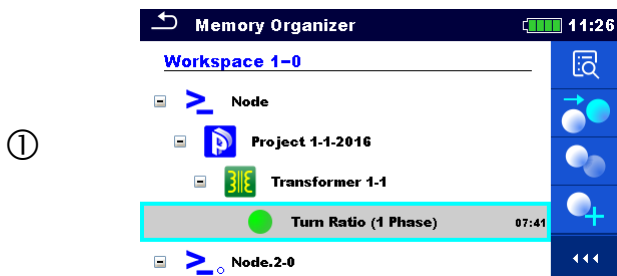 Memory Organizer 11:26
Workspace 1-0
Node
Project 1-1-2016
①
Transformer 1-1
Turn Ratio (1 Phase) 07:41
Node.2-0